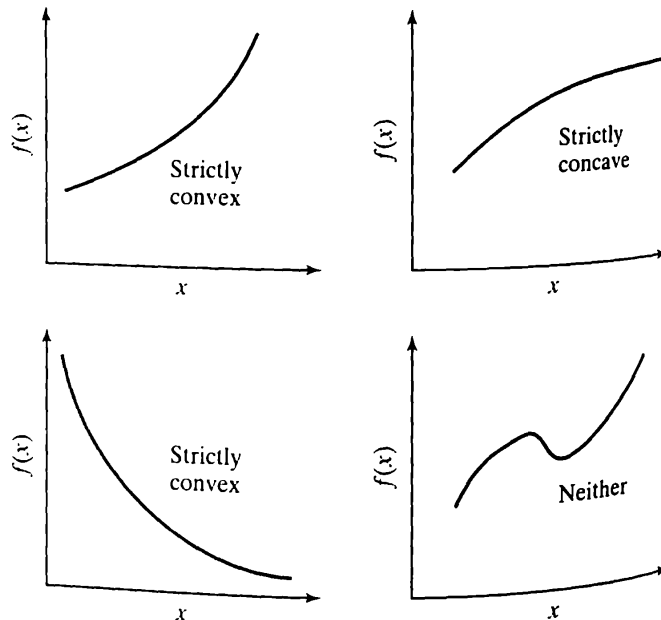 f(x)
Strictly
convex
x
f(x)
Strictly
concave
x
f(x)
Strictly
convex
x
f(x)
Neither
x